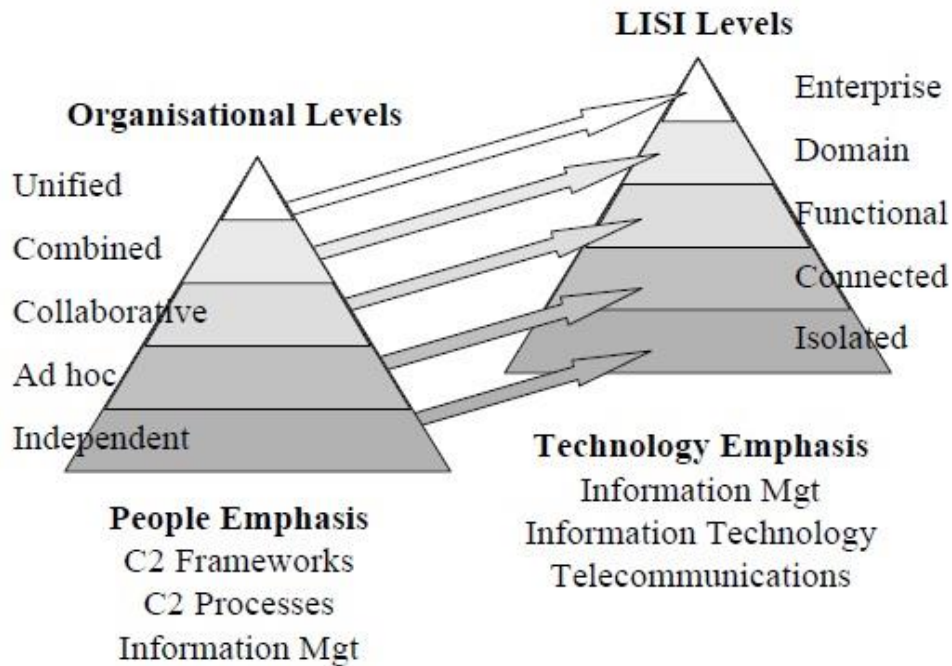 LISI Levels
Enterprise
Domain
Functional
Connected
Isolated
Organisational Levels
Unified
Combined
Collaborative
Ad hoc
Independent
Technology Emphasis
Information Mgt
Information Technology
Telecommunications
People Emphasis
C2 Frameworks
C2 Processes
Information Mgt